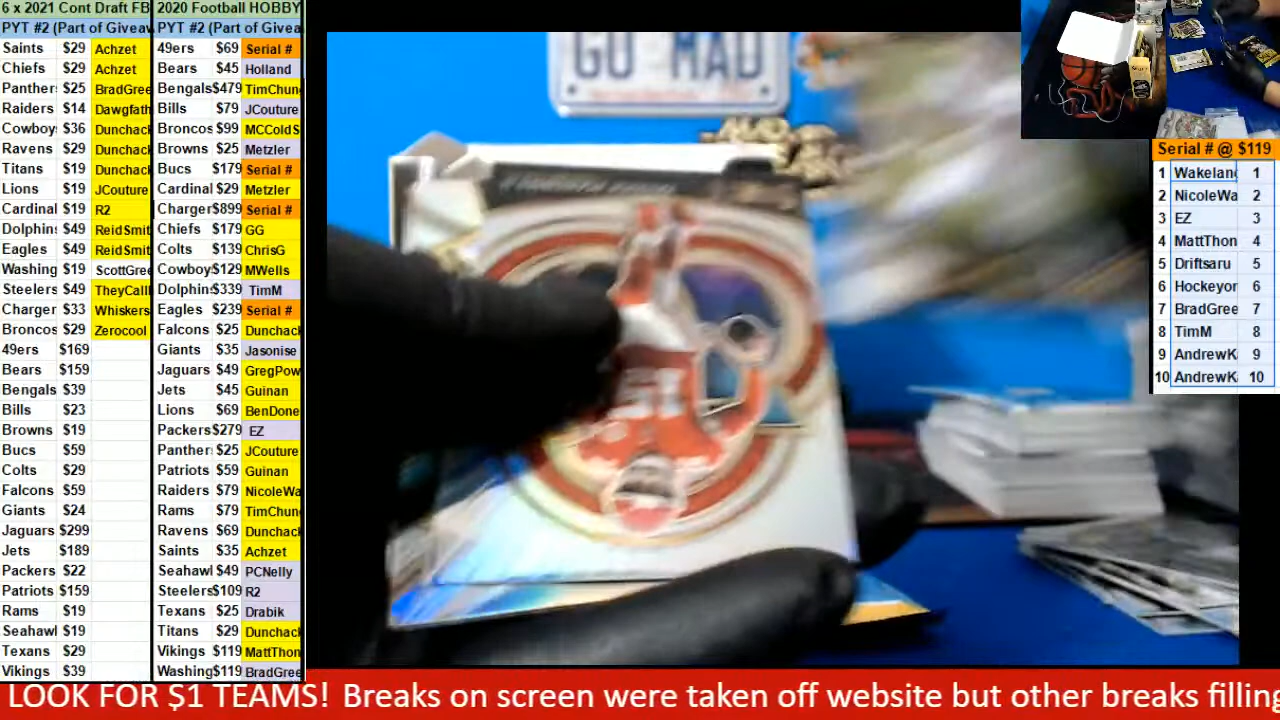 6 x 2021 Cont Draft FB
PYT #2 (Part of Giveav
Saints $29 Achzet
Chiefs $29 Achzet
Panther: $25 BradGree
Raiders $14 Dawgfath
Cowboy: $36 Dunchack
Ravens $29 Dunchack
Titans $19 Dunchack
Lions $19 JCouture
Cardinal $19 R2
Dolphin: $49 ReidSmit
Eagles $49 ReidSmit
Washing $19 ScottGree
Steelers $49 TheyCallI
Charger $33 Whiskers
Broncos $29 Zerocool
49ers $169
Bears $159
Bengals $39
Bills $23
Browns $19
Bucs $59
Colts $29
Falcons $59
Giants $24
Jaguars $299
Jets $189
Packers $22
Patriots $159
Rams $19
Seahawl $19
Texans $29
Vikings $39
2020 Football HOBBY
PYT #2 (Part of Givea
49ers $69 Serial #
Bears $45 Holland
Bengals $479 TimChun
Bills $79 JCouture
Broncos $99 MCColdS
Browns $25 Metzler
Bucs $179 Serial #
Cardinal $29 Metzler
Charger $899 Serial #
Chiefs $179 GG
Colts $139 ChrisG
Cowboy $129 MWells
Dolphin $339 TimM
Eagles $239 Serial #
Falcons $25 Dunchack
Giants $35 Jasonise
Jaguars $49 GregPow
Jets $45 Guinan
Lions $69 BenDone
Packers $279 EZ
Panther $25 JCouture
Patriots $59 Guinan
Raiders $79 NicoleWa
Rams $79 TimChun
Ravens $69 Dunchack
Saints $35 Achzet
Seahawl $49 PCNelly
Steelers $109 R2
Texans $25 Drabik
Titans $29 Dunchack
Vikings $119 MattThon
Washing $119 BradGree
GO MAD
Serial # @ $119
1 Wakelanc 1
2 NicoleWa 2
3 EZ 3
4 MattThon 4
5 Driftsaru 5
6 Hockeyor 6
7 BradGree 7
8 TimM 8
9 AndrewK 9
10 AndrewK 10
LOOK FOR $1 TEAMS! Breaks on screen were taken off website but other breaks filling